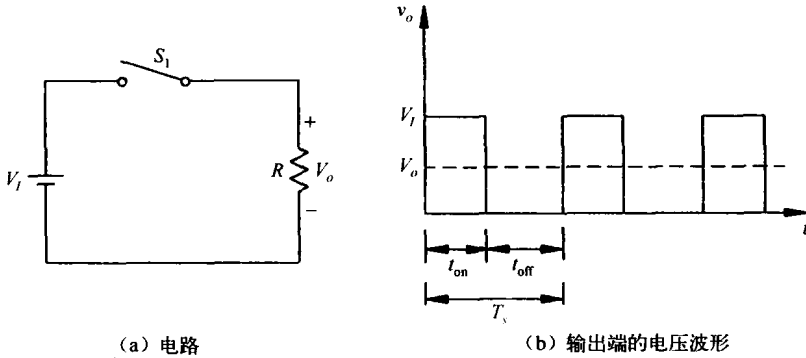 S₁
V_I
+
R
V_o
−
(a) 电路
v_o
V_I
V_o
t
t_on
t_off
T_s
(b) 输出端的电压波形